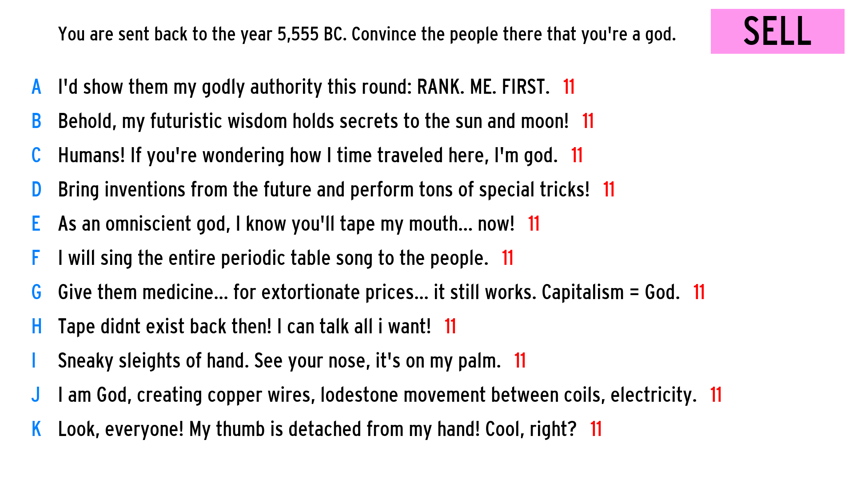 You are sent back to the year 5,555 BC. Convince the people there that you're a god.
SELL
A I'd show them my godly authority this round: RANK. ME. FIRST. 11
B Behold, my futuristic wisdom holds secrets to the sun and moon! 11
C Humans! If you're wondering how I time traveled here, I'm god. 11
D Bring inventions from the future and perform tons of special tricks! 11
E As an omniscient god, I know you'll tape my mouth... now! 11
F I will sing the entire periodic table song to the people. 11
G Give them medicine... for extortionate prices... it still works. Capitalism = God. 11
H Tape didnt exist back then! I can talk all i want! 11
I Sneaky sleights of hand. See your nose, it's on my palm. 11
J I am God, creating copper wires, lodestone movement between coils, electricity. 11
K Look, everyone! My thumb is detached from my hand! Cool, right? 11